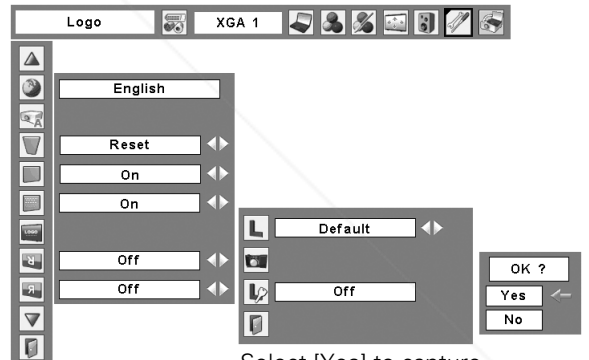 Logo
XGA 1
English
Reset
On
On
Default
Off
OK ?
Off
Off
Yes
No
Select [Yes] to capture